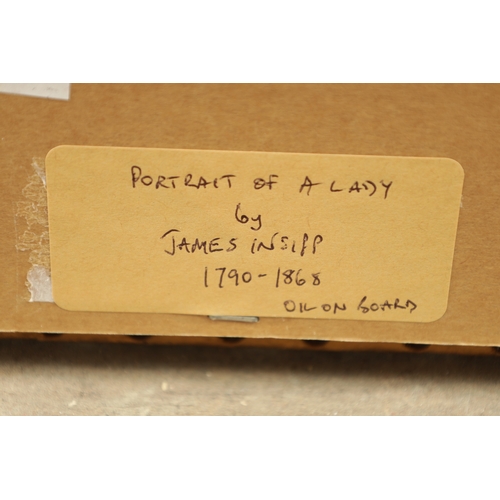 PORTRAIT OF A LADY
by
JAMES INSIPP
1790-1868
OIL ON BOARD